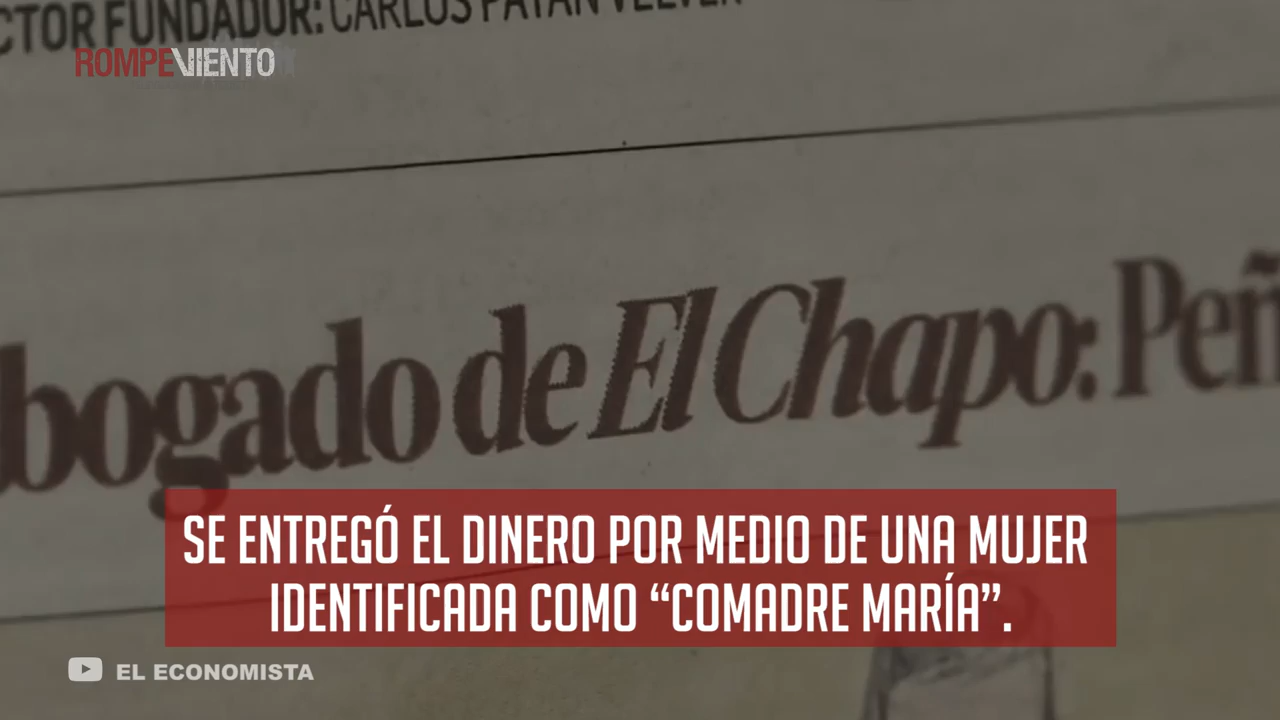 CTOR FUNDADOR: CARLOS PAYÁN VELVER
ROMPEVIENTO
bogado de El Chapo: Peñ
SE ENTREGÓ EL DINERO POR MEDIO DE UNA MUJER
IDENTIFICADA COMO “COMADRE MARÍA”.
EL ECONOMISTA